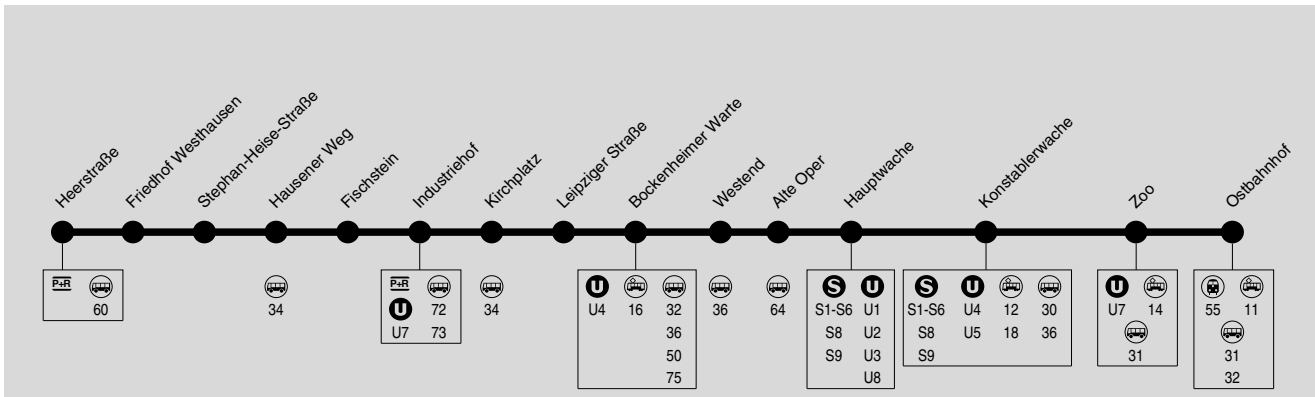 Heerstraße
Friedhof Westhausen
Stephan-Heise-Straße
Hausener Weg
Fischstein
Industriehof
Kirchplatz
Leipziger Straße
Bockenheimer Warte
Westend
Alte Oper
Hauptwache
Konstablerwache
Zoo
Ostbahnhof
P+R
60
34
P+R
72
U
U7 73
34
U
U4 16 32
36
50
75
36
64
S U
S1-S6 U1
S8 U2
S9 U3
U8
S U
S1-S6 U4 12 30
S8 U5 18 36
S9
U
U7 14
31
55 11
31
32